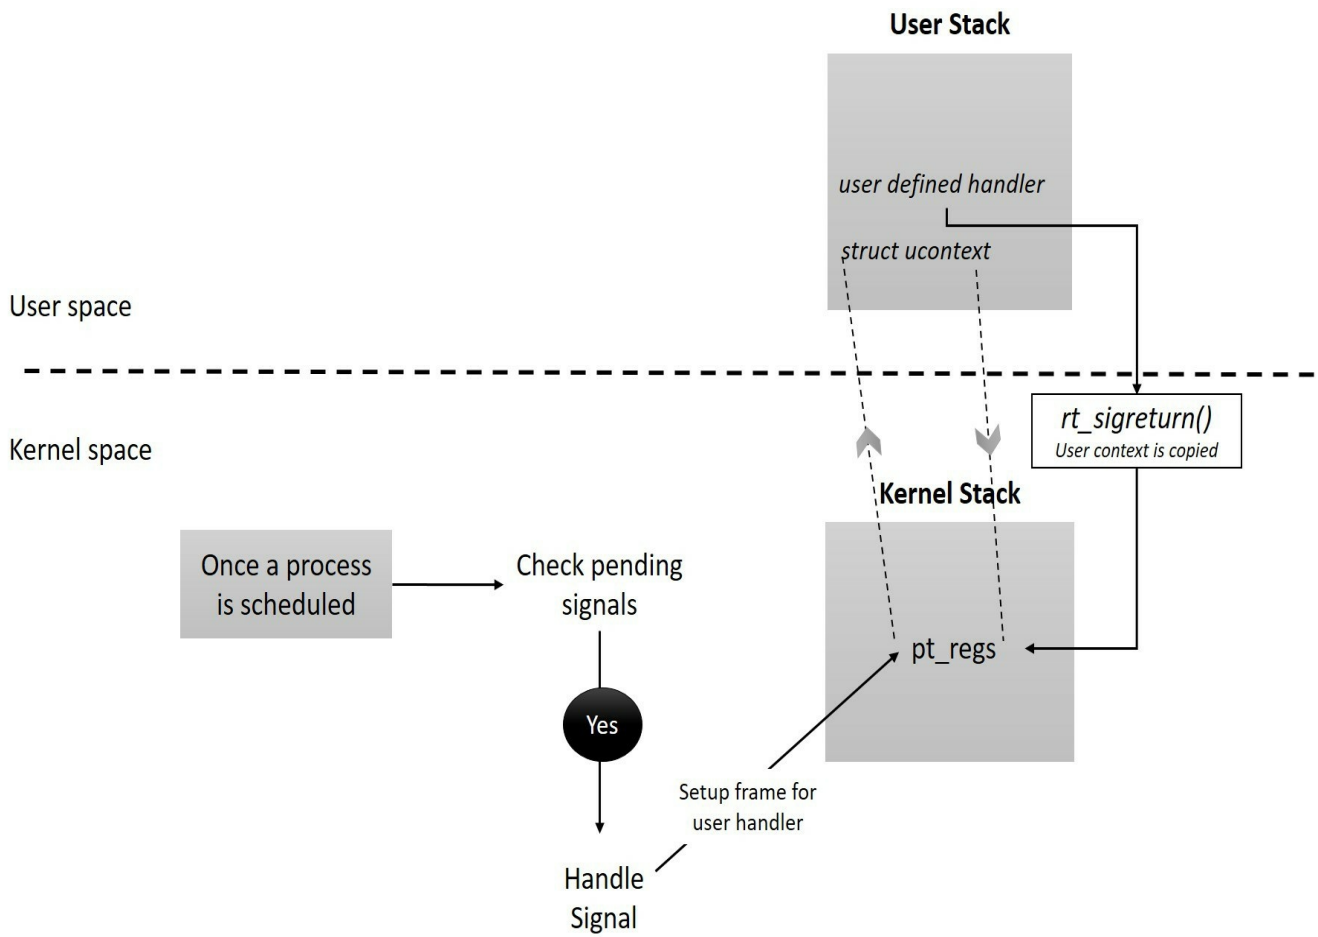 User Stack
user defined handler
struct ucontext
User space
Kernel space
rt_sigreturn()
User context is copied
Kernel Stack
Once a process
is scheduled
Check pending
signals
pt_regs
Yes
Setup frame for
user handler
Handle
Signal